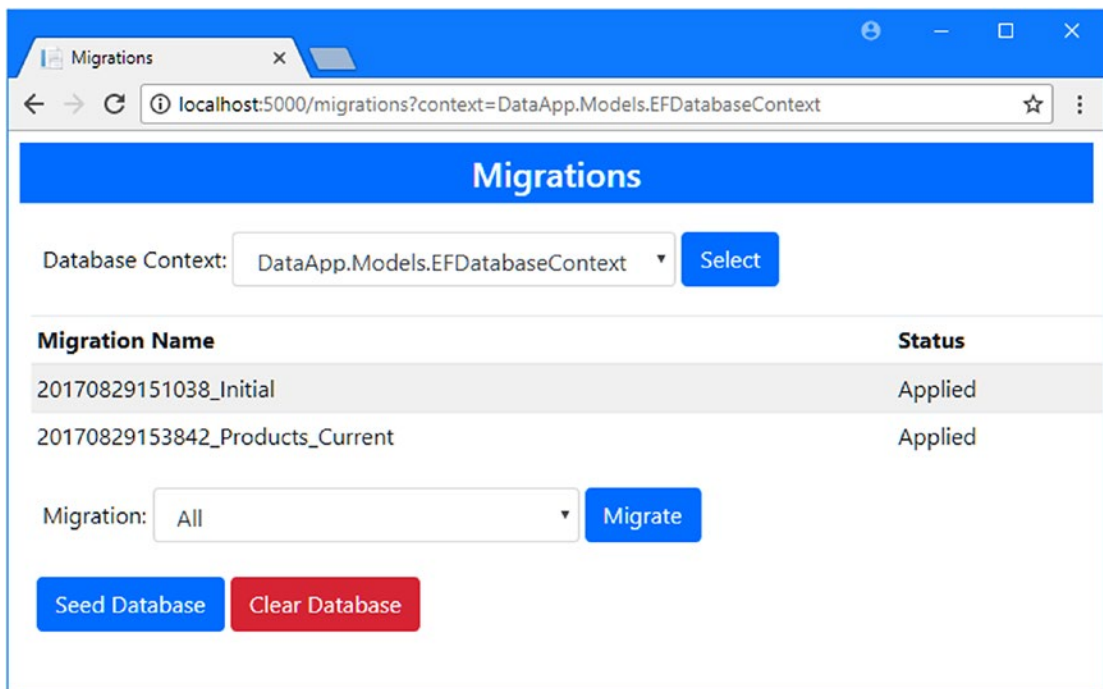 Migrations
localhost:5000/migrations?context=DataApp.Models.EFDatabaseContext
Migrations
Database Context: DataApp.Models.EFDatabaseContext Select
Migration Name Status
20170829151038_Initial Applied
20170829153842_Products_Current Applied
Migration: All Migrate
Seed Database Clear Database